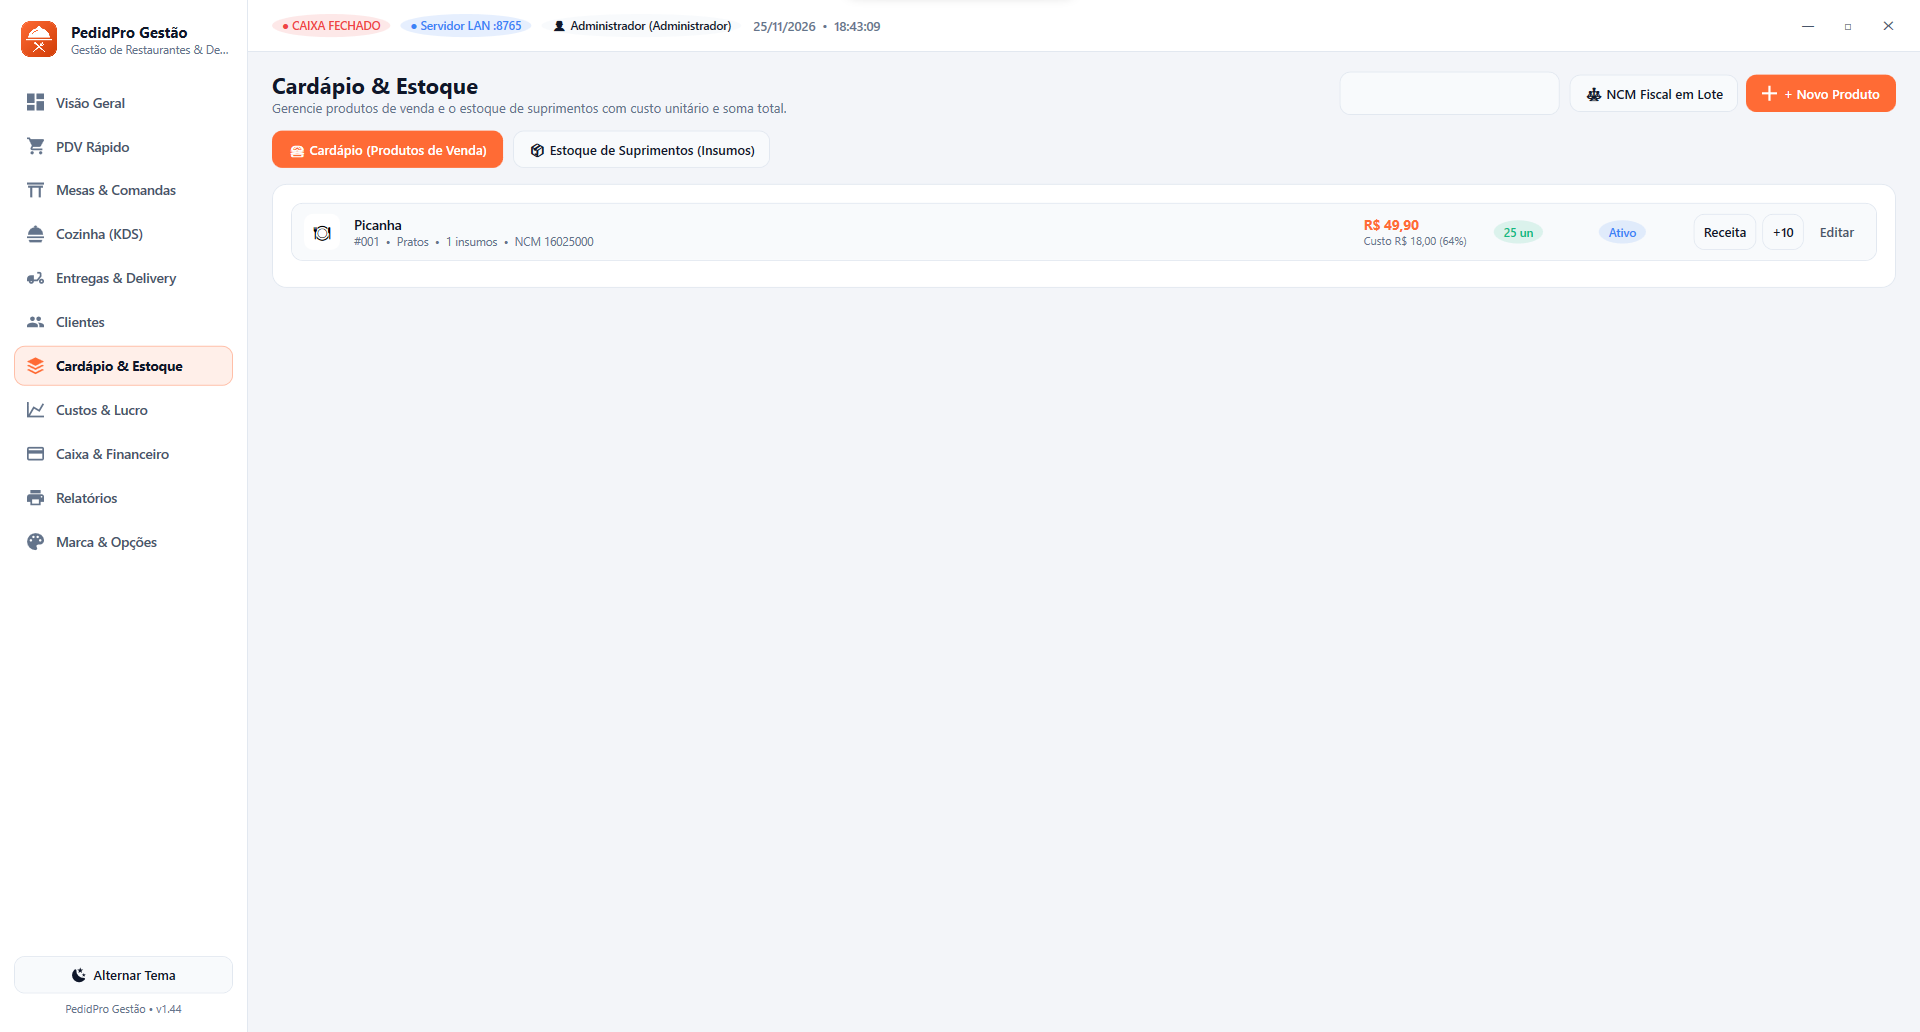 PedidPro Gestão
Gestão de Restaurantes & De...
Visão Geral
PDV Rápido
Mesas & Comandas
Cozinha (KDS)
Entregas & Delivery
Clientes
Cardápio & Estoque
Custos & Lucro
Caixa & Financeiro
Relatórios
Marca & Opções
Alternar Tema
PedidPro Gestão • v1.44
● CAIXA FECHADO
● Servidor LAN :8765
Administrador (Administrador)
25/11/2026 • 18:43:09
Cardápio & Estoque
Gerencie produtos de venda e o estoque de suprimentos com custo unitário e soma total.
NCM Fiscal em Lote
+ Novo Produto
Cardápio (Produtos de Venda)
Estoque de Suprimentos (Insumos)
Picanha
#001 • Pratos • 1 insumos • NCM 16025000
R$ 49,90
Custo R$ 18,00 (64%)
25 un
Ativo
Receita
+10
Editar